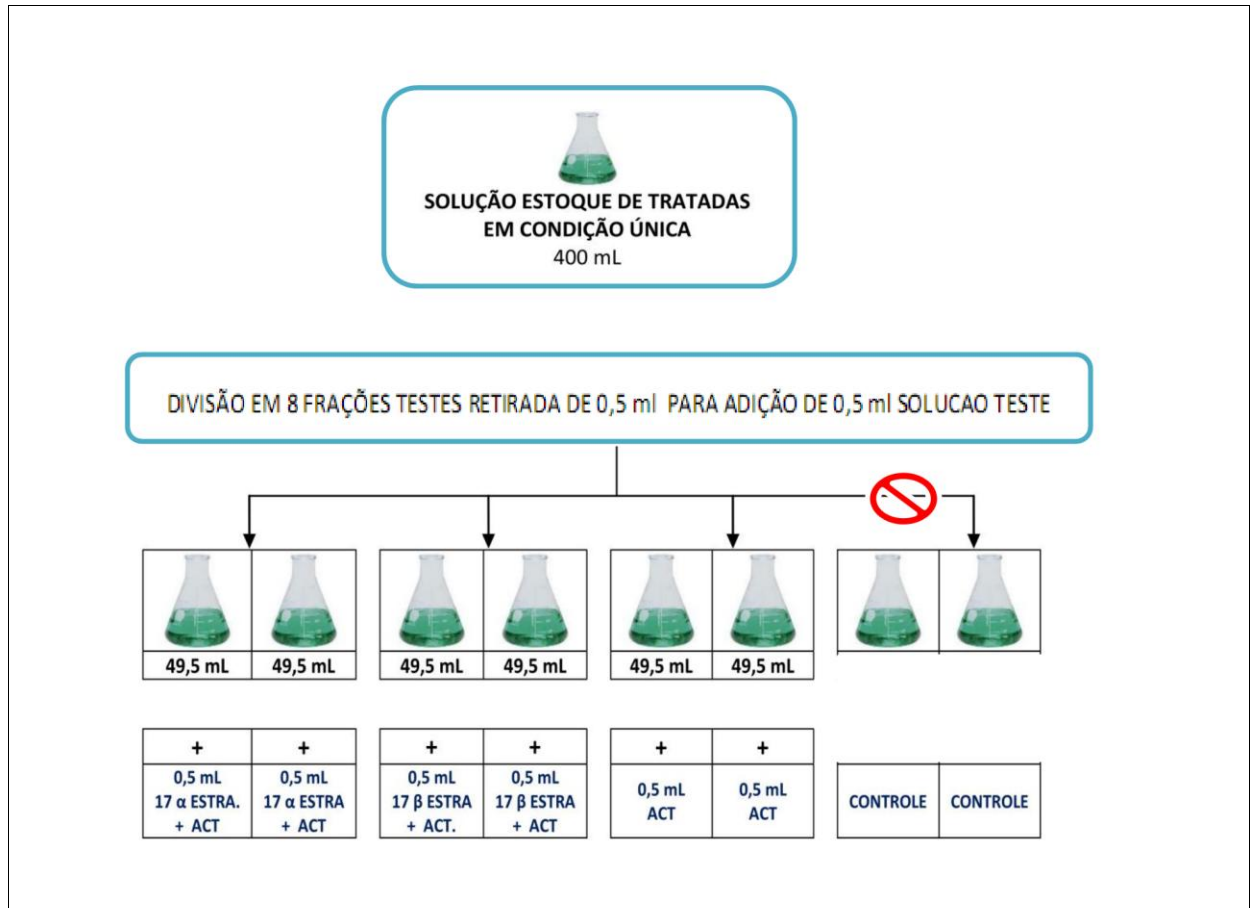 SOLUÇÃO ESTOQUE DE TRATADAS
EM CONDIÇÃO ÚNICA
400 mL
DIVISÃO EM 8 FRAÇÕES TESTES RETIRADA DE 0,5 ml PARA ADIÇÃO DE 0,5 ml SOLUCAO TESTE
49,5 mL 49,5 mL 49,5 mL 49,5 mL 49,5 mL 49,5 mL
+ + + + + +
0,5 mL
17 α ESTRA.
+ ACT
0,5 mL
17 α ESTRA
+ ACT
0,5 mL
17 β ESTRA
+ ACT.
0,5 mL
17 β ESTRA
+ ACT
0,5 mL
ACT
0,5 mL
ACT
CONTROLE
CONTROLE